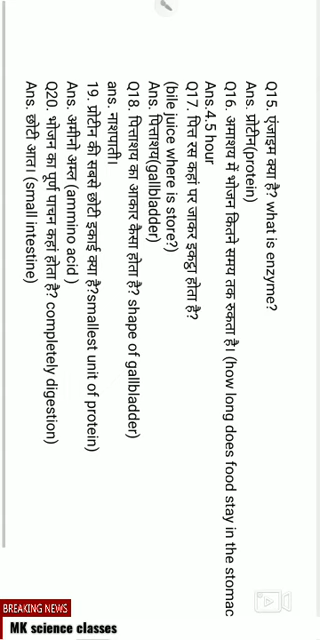 Q15. एंजाइम क्या है? what is enzyme?
Ans. प्रोटीन(protein)
Q16. अमाशय में भोजन कितने समय तक रुकता है। (how long does food stay in the stomac
Ans.4.5 hour
Q17. पित्त रस कहां पर जाकर इकट्ठा होता है?
(bile juice where is store?)
Ans. पित्ताशय(gallbladder)
Q18. पित्ताशय का आकार कैसा होता है? shape of gallbladder)
ans. नाशपाती।
19. प्रोटीन की सबसे छोटी इकाई क्या है?smallest unit of protein)
Ans. अमीनो अम्ल (ammino acid )
Q20. भोजन का पूर्ण पाचन कहां होता है? completely digestion)
Ans. छोटी आत। (small intestine)
BREAKING NEWS
MK science classes